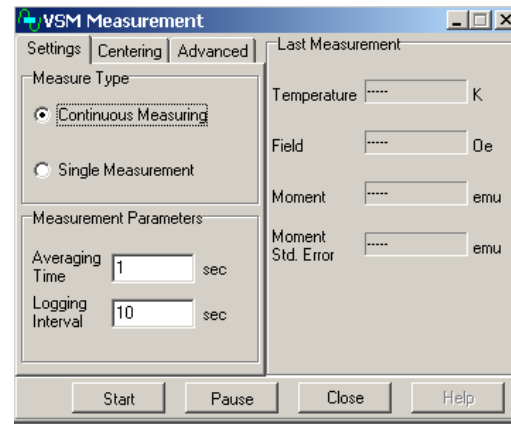 VSM Measurement
Settings Centering Advanced
Measure Type
Continuous Measuring
Single Measurement
Measurement Parameters
Averaging
Time
1 sec
Logging
Interval
10 sec
Last Measurement
Temperature ----- K
Field ----- Oe
Moment ----- emu
Moment
Std. Error
----- emu
Start Pause Close Help